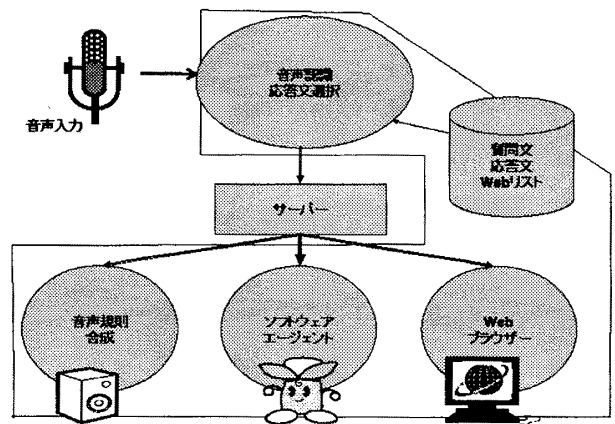 音声認識
応答文選択
音声入力
質問文
応答文
Webリスト
サーバー
音声規則
合成
ソフトウェア
エージェント
Web
ブラウザー